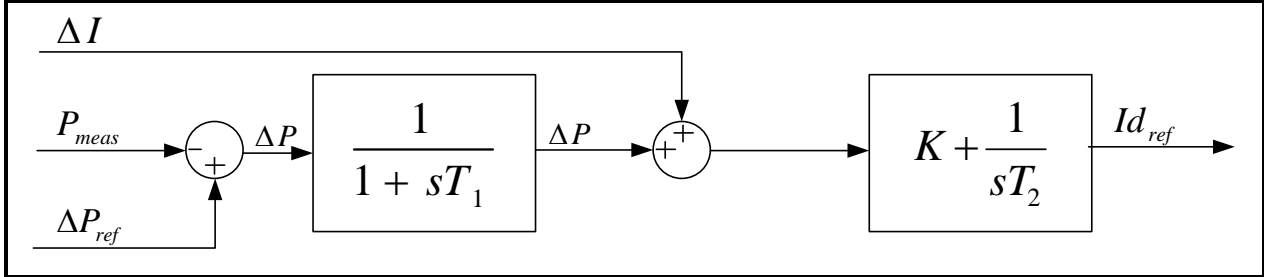 ΔI
P_meas
ΔP_ref
−
+
ΔP
1
1 + sT_1
ΔP
+
+
K + 1
sT_2
Id_ref